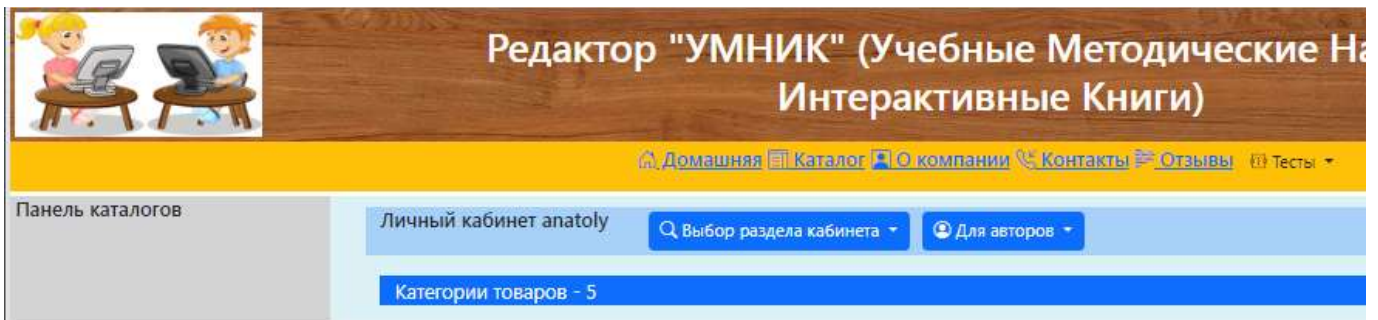 Редактор "УМНИК" (Учебные Методические
Интерактивные Книги)
Домашняя Каталог О компании Контакты Отзывы Тесты
Панель каталогов
Личный кабинет anatoly Выбор раздела кабинета Для авторов
Категории товаров - 5